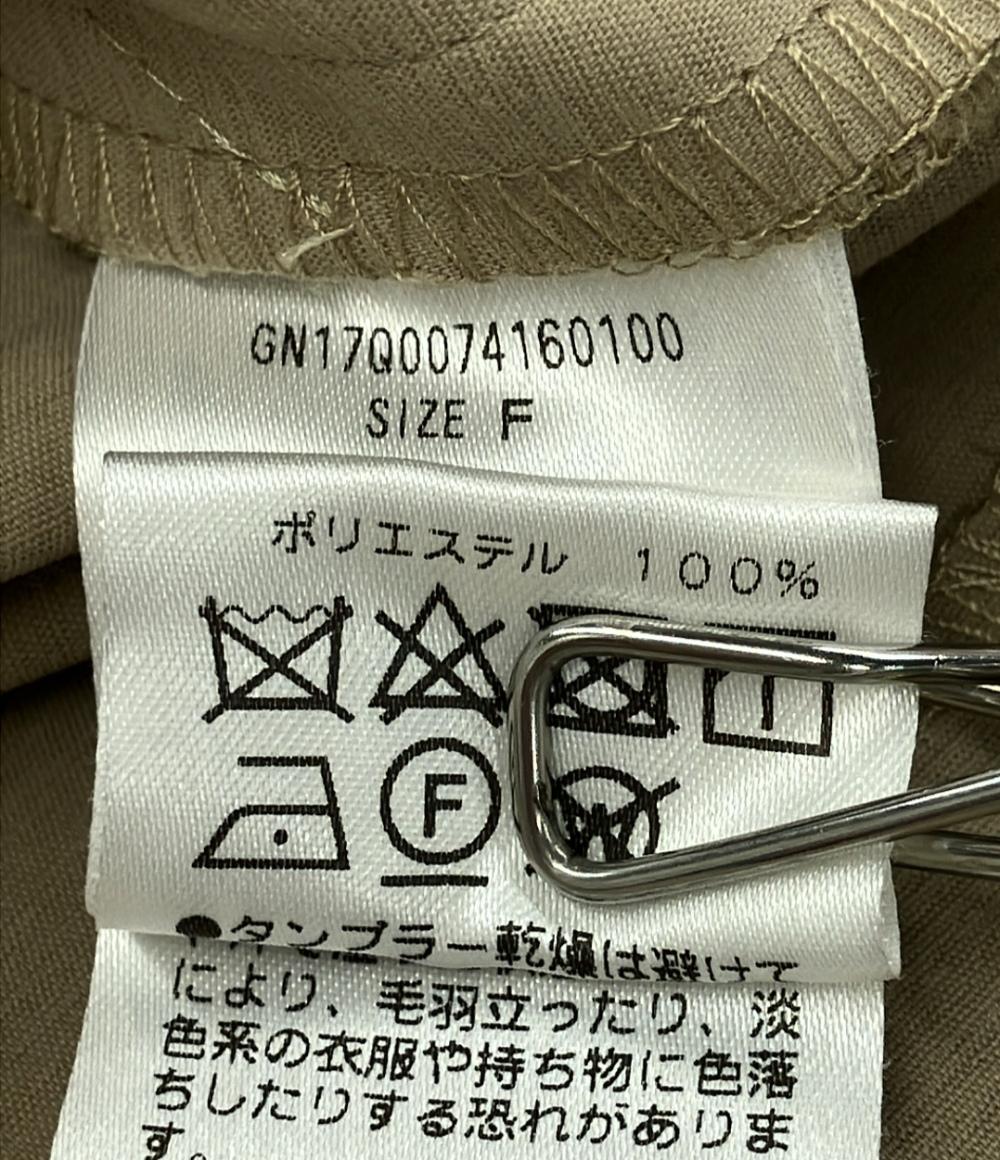 GN17Q0074160100
SIZE F
ポリエステル 100%
F
W
●タンブラー乾燥は避けて
により、毛羽立ったり、淡
色系の衣服や持ち物に色落
ちしたりする恐れがありま
す。